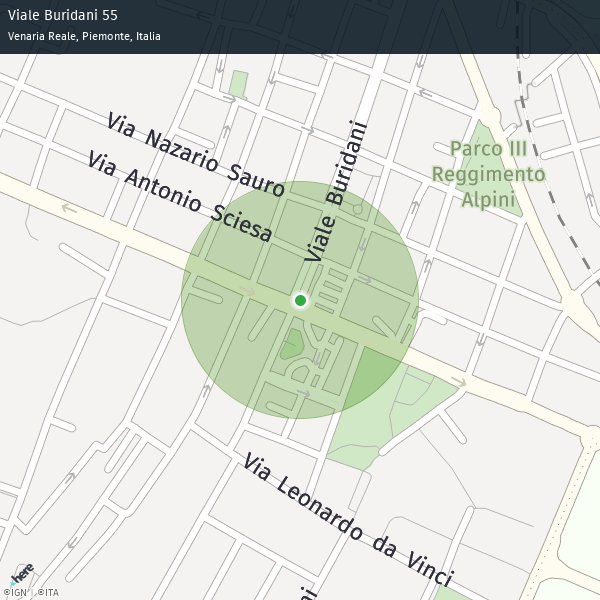 Viale Buridani 55
Venaria Reale, Piemonte, Italia
Via Nazario Sauro
Via Antonio Sciesa
Viale Buridani
Parco III
Reggimento
Alpini
Via Leonardo da Vinci
here
©IGN | ©ITA